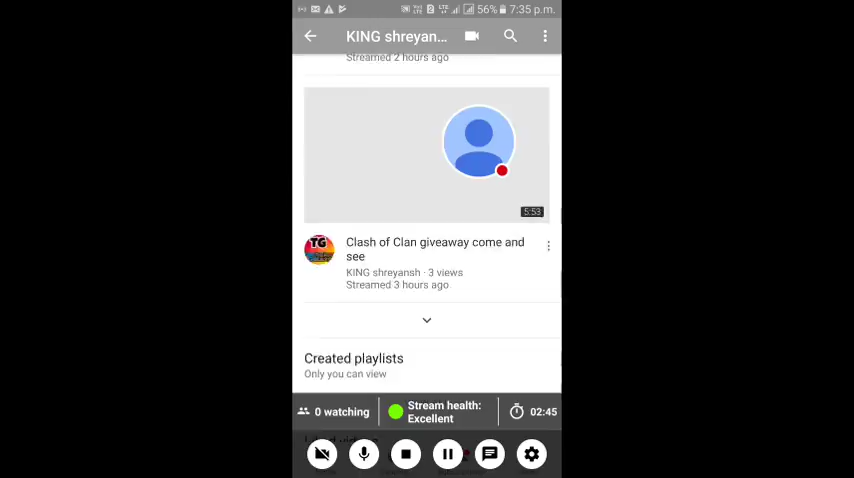 56% 7:35 p.m.
KING shreyan...
Streamed 2 hours ago
5:53
TG
Clash of Clan giveaway come and
see
KING shreyansh · 3 views
Streamed 3 hours ago
Created playlists
Only you can view
0 watching
Stream health:
Excellent
02:45